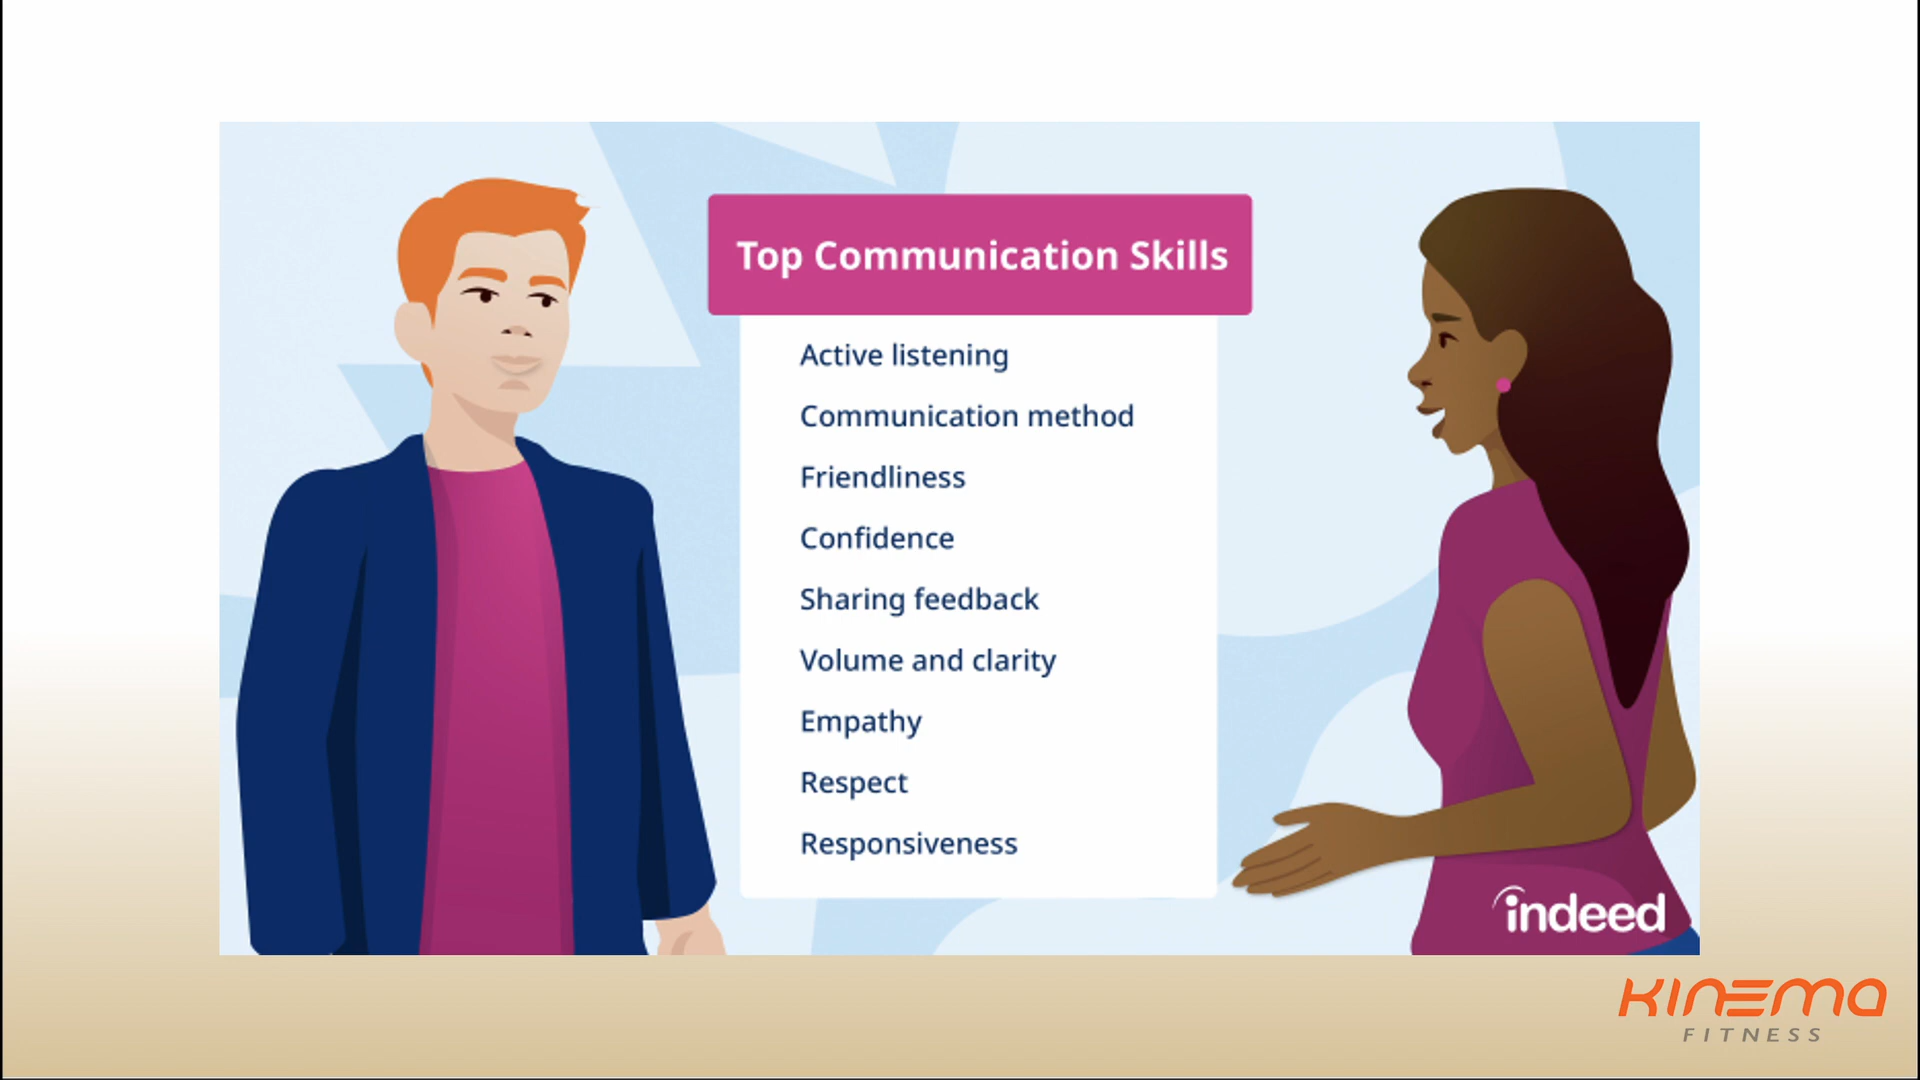 Top Communication Skills
Active listening
Communication method
Friendliness
Confidence
Sharing feedback
Volume and clarity
Empathy
Respect
Responsiveness
indeed
KINEMA
FITNESS